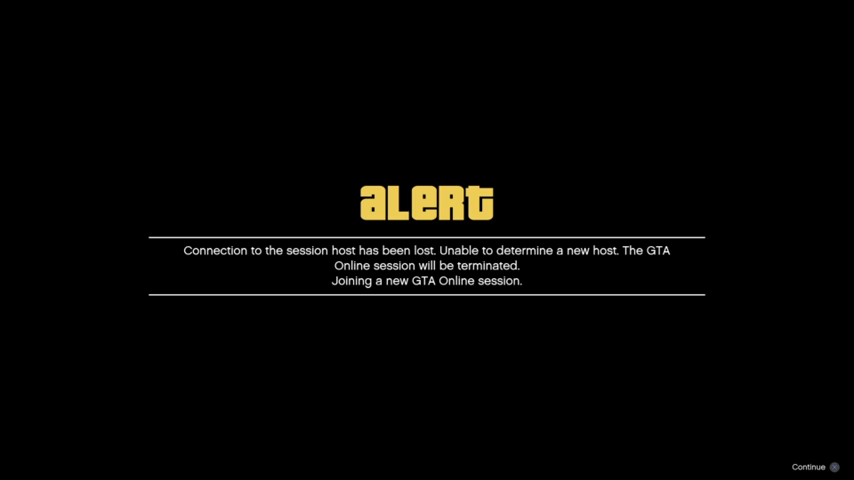 alert
Connection to the session host has been lost. Unable to determine a new host. The GTA
Online session will be terminated.
Joining a new GTA Online session.
Continue